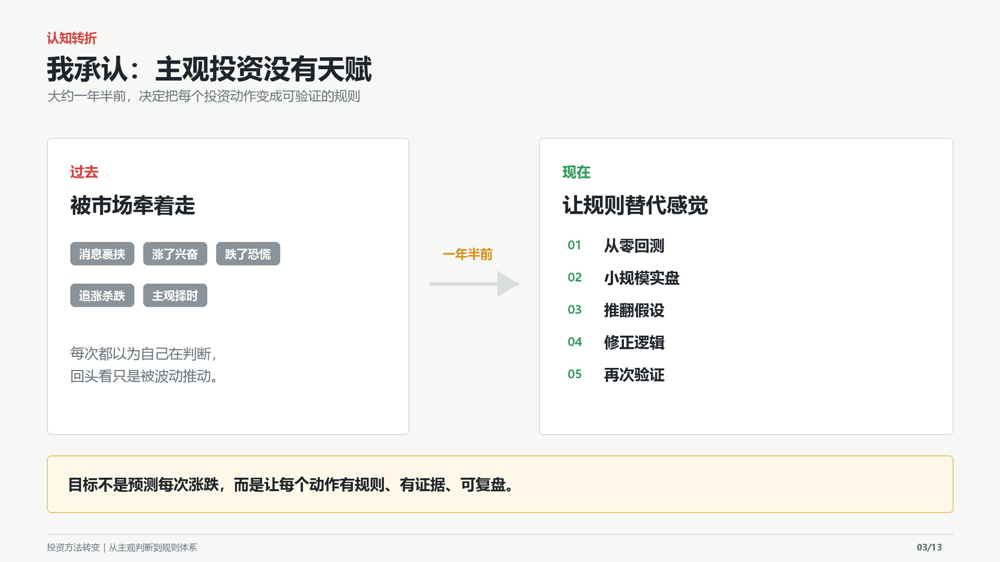 认知转折
我承认：主观投资没有天赋
大约一年半前，决定把每个投资动作变成可验证的规则
过去
被市场牵着走
消息裹挟
涨了兴奋
跌了恐慌
追涨杀跌
主观择时
每次都以为自己在判断，
回头看只是被波动推动。
一年半前
现在
让规则替代感觉
01 从零回测
02 小规模实盘
03 推翻假设
04 修正逻辑
05 再次验证
目标不是预测每次涨跌，而是让每个动作有规则、有证据、可复盘。
投资方法转变｜从主观判断到规则体系
03/13